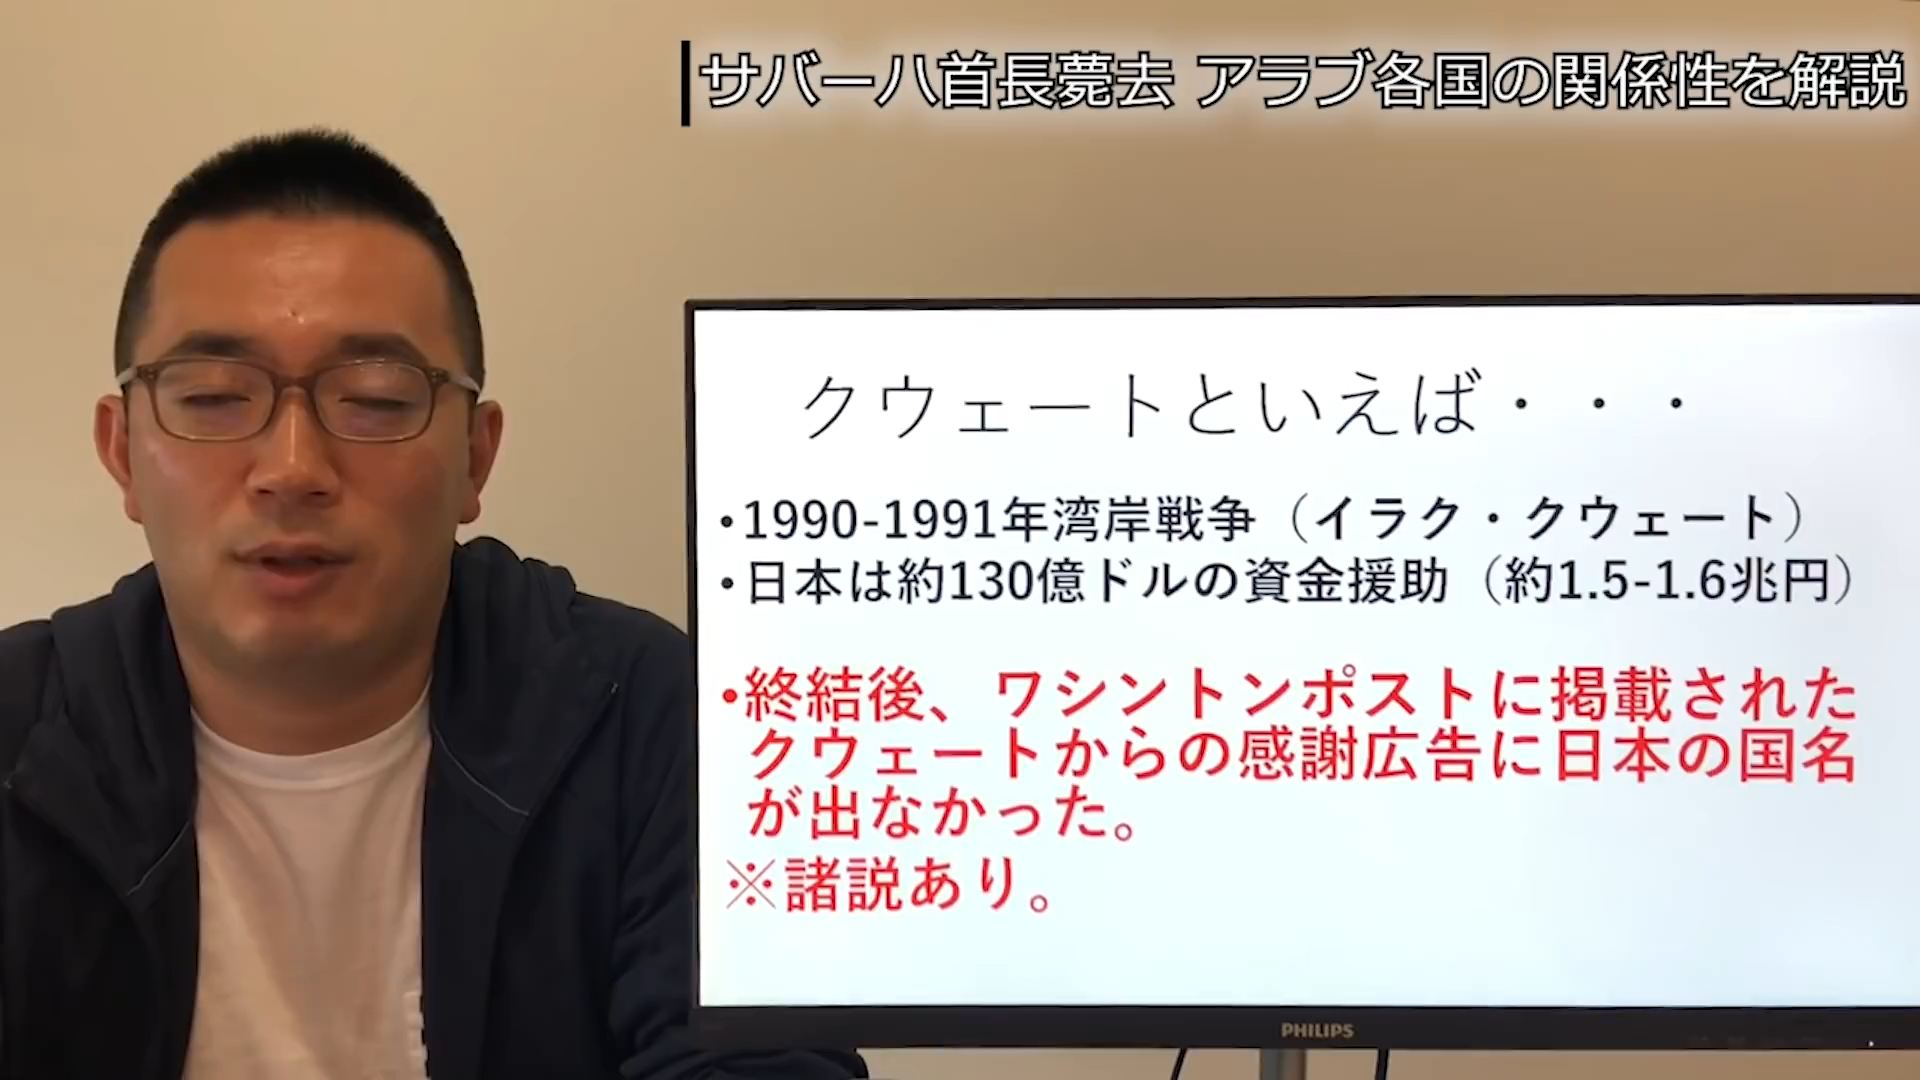 サバーハ首長薨去 アラブ各国の関係性を解説
クウェートといえば・・・
•1990-1991年湾岸戦争（イラク・クウェート）
•日本は約130億ドルの資金援助（約1.5-1.6兆円）
•終結後、ワシントンポストに掲載された
クウェートからの感謝広告に日本の国名
が出なかった。
※諸説あり。
PHILIPS